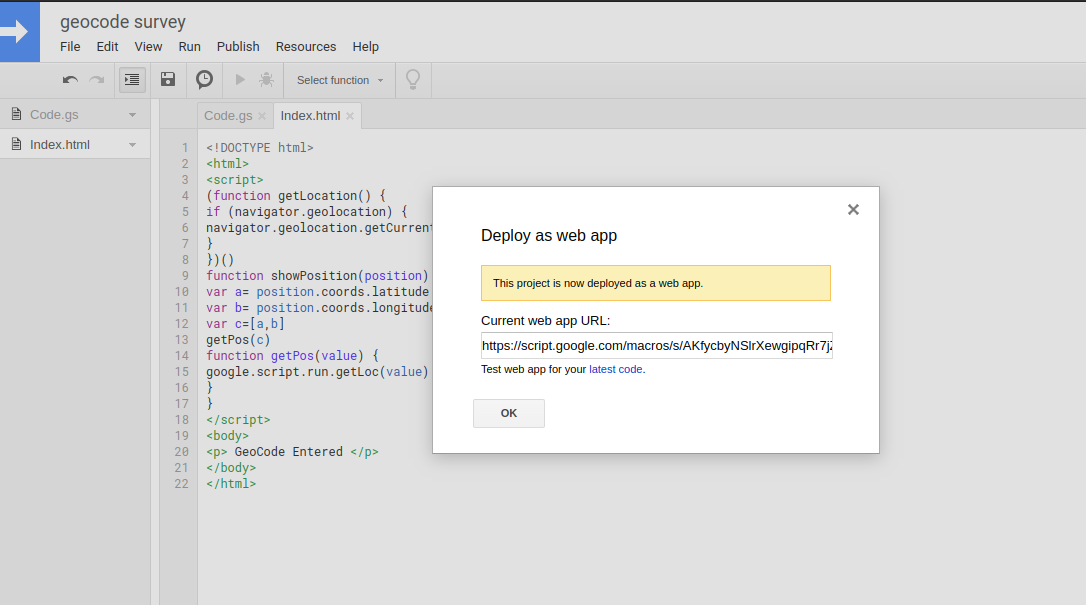 geocode survey
File Edit View Run Publish Resources Help
Select function
Code.gs
Index.html
Code.gs × Index.html ×
1 <!DOCTYPE html>
2 <html>
3 <script>
4 (function getLocation() {
5 if (navigator.geolocation) {
6 navigator.geolocation.getCurrent
7 }
8 })()
9 function showPosition(position)
10 var a= position.coords.latitude
11 var b= position.coords.longitude
12 var c=[a,b]
13 getPos(c)
14 function getPos(value) {
15 google.script.run.getLoc(value)
16 }
17 }
18 </script>
19 <body>
20 <p> GeoCode Entered </p>
21 </body>
22 </html>
×
Deploy as web app
This project is now deployed as a web app.
Current web app URL:
https://script.google.com/macros/s/AKfycbyNSlrXewgipqRr7j
Test web app for your latest code.
OK